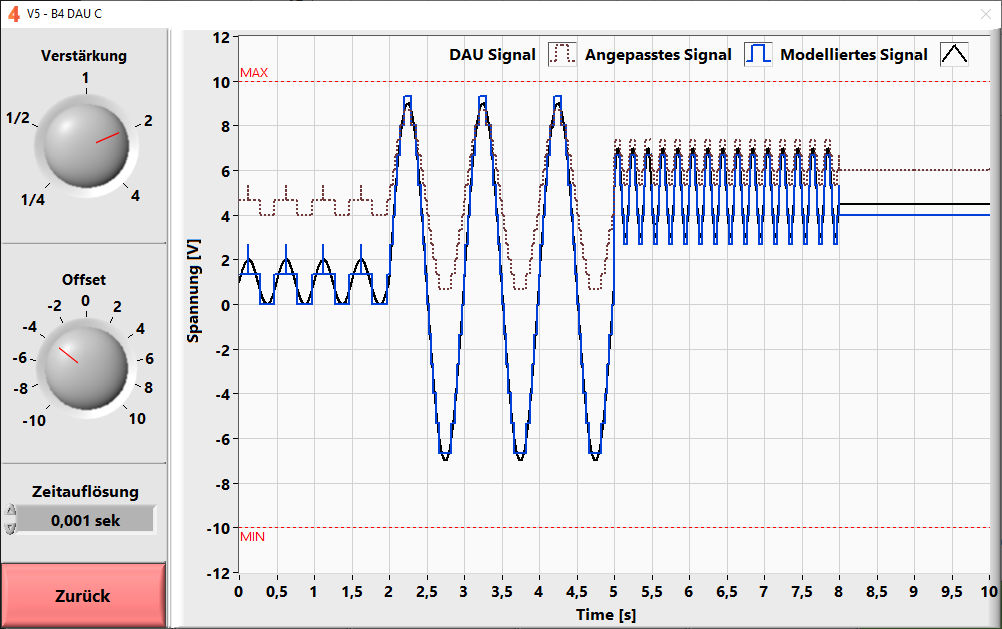 4 V5 - B4 DAU C
Verstärkung
1
1/2
2
1/4
4
Offset
0
-2
2
-4
4
-6
6
-8
8
-10
10
Zeitauflösung
0,001 sek
Zurück
DAU Signal Angepasstes Signal Modelliertes Signal
12
MAX
10
8
6
4
2
0
-2
-4
-6
-8
-10
MIN
-12
Spannung [V]
0 0,5 1 1,5 2 2,5 3 3,5 4 4,5 5 5,5 6 6,5 7 7,5 8 8,5 9 9,5 10
Time [s]